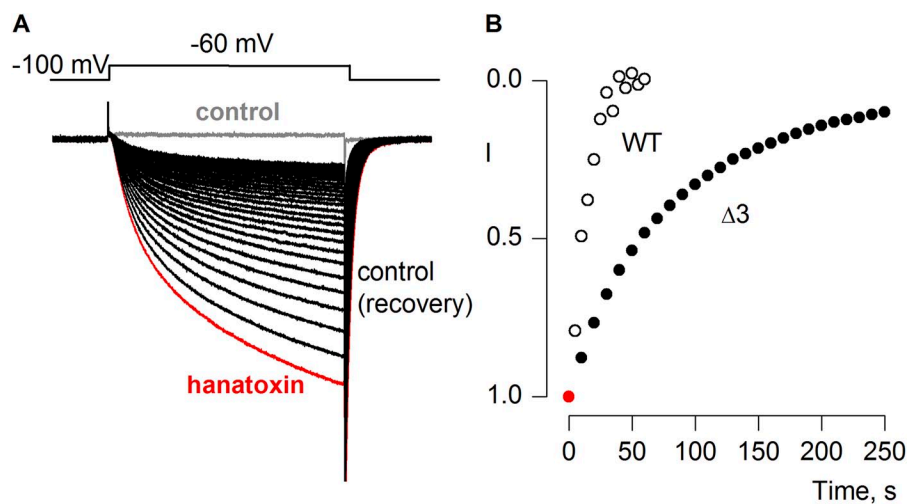 A
-60 mV
-100 mV
control
control
(recovery)
hanatoxin
B
0.0
WT
I
Δ3
0.5
1.0
0 50 100 150 200 250
Time, s